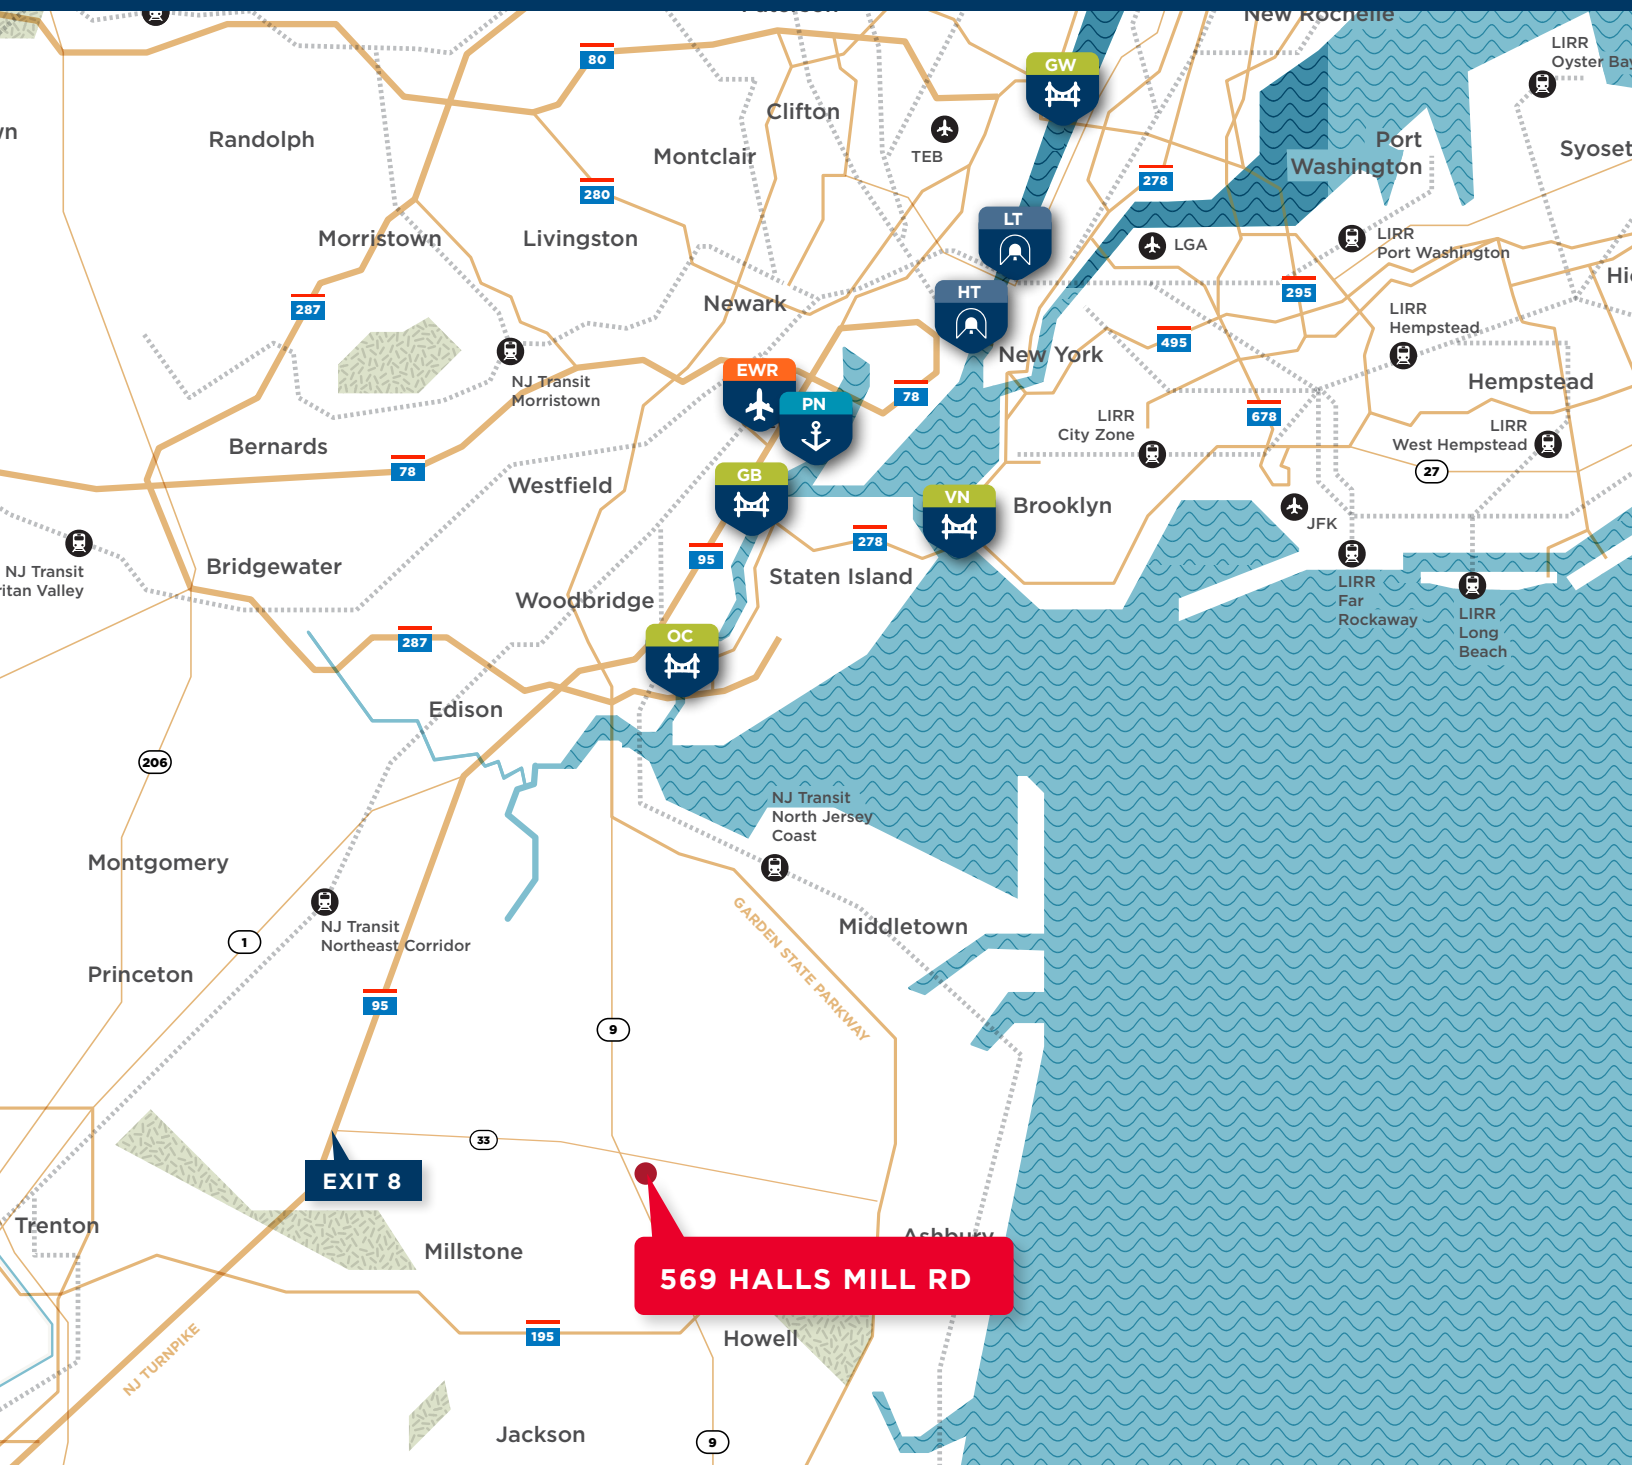 New Rochelle
LIRR
Oyster Bay
80
GW
Clifton
Randolph
Montclair
TEB
Port
Washington
Syoset
278
280
LT
Morristown
Livingston
LGA
LIRR
Port Washington
287
Newark
HT
295
LIRR
Hempstead
New York
495
EWR
NJ Transit
Morristown
78
PN
Hempstead
678
LIRR
City Zone
LIRR
West Hempstead
Bernards
78
27
Westfield
GB
VN
Brooklyn
JFK
278
95
NJ Transit
ritan Valley
Bridgewater
Staten Island
LIRR
Far
Rockaway
LIRR
Long
Beach
Woodbridge
287
OC
Edison
206
NJ Transit
North Jersey
Coast
Montgomery
NJ Transit
Northeast Corridor
1
GARDEN STATE PARKWAY
Middletown
Princeton
95
9
33
EXIT 8
Trenton
Millstone
Ashbury
569 HALLS MILL RD
195
Howell
NJ TURNPIKE
Jackson
9